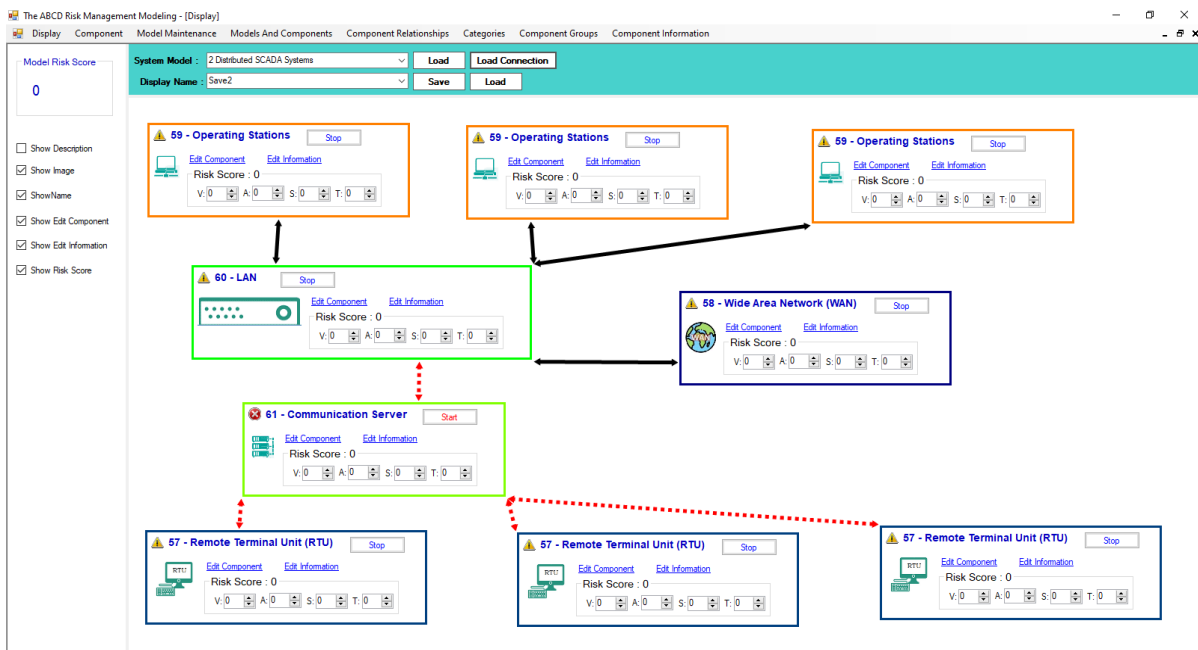 The ABCD Risk Management Modeling - [Display]
Display Component Model Maintenance Models And Components Component Relationships Categories Component Groups Component Information
Model Risk Score
0
System Model : 2 Distributed SCADA Systems Load Load Connection
Display Name : Save2 Save Load
Show Description
Show Image
ShowName
Show Edit Component
Show Edit Information
Show Risk Score
59 - Operating Stations Stop
Edit Component Edit Information
Risk Score : 0
V: 0 A: 0 S: 0 T: 0
59 - Operating Stations Stop
Edit Component Edit Information
Risk Score : 0
V: 0 A: 0 S: 0 T: 0
59 - Operating Stations Stop
Edit Component Edit Information
Risk Score : 0
V: 0 A: 0 S: 0 T: 0
60 - LAN Stop
Edit Component Edit Information
Risk Score : 0
V: 0 A: 0 S: 0 T: 0
58 - Wide Area Network (WAN) Stop
Edit Component Edit Information
Risk Score : 0
V: 0 A: 0 S: 0 T: 0
61 - Communication Server Start
Edit Component Edit Information
Risk Score : 0
V: 0 A: 0 S: 0 T: 0
57 - Remote Terminal Unit (RTU) Stop
RTU
Edit Component Edit Information
Risk Score : 0
V: 0 A: 0 S: 0 T: 0
57 - Remote Terminal Unit (RTU) Stop
RTU
Edit Component Edit Information
Risk Score : 0
V: 0 A: 0 S: 0 T: 0
57 - Remote Terminal Unit (RTU) Stop
RTU
Edit Component Edit Information
Risk Score : 0
V: 0 A: 0 S: 0 T: 0